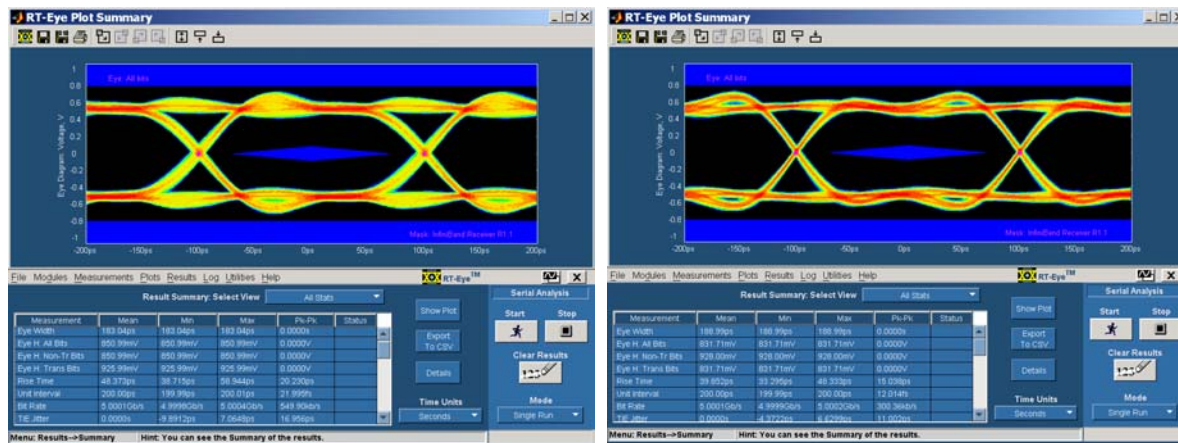 RT-Eye Plot Summary
Eye: All bits
1
0.8
0.6
0.4
0.2
0
-0.2
-0.4
-0.6
-0.8
-1
Eye Diagram: Voltage, V
Mask: InfiniBand Receiver R1.1
-200ps -150ps -100ps -50ps 0ps 50ps 100ps 150ps 200ps
File Modules Measurements Plots Results Log Utilities Help RT-Eye™ X
Result Summary: Select View All Stats
Measurement Mean Min Max Pk-Pk Status
Eye Width 183.04ps 183.04ps 183.04ps 0.0000s
Eye H. All Bits 850.99mV 850.99mV 850.99mV 0.0000V
Eye H. Non-Tr Bits 850.99mV 850.99mV 850.99mV 0.0000V
Eye H. Trans Bits 925.99mV 925.99mV 925.99mV 0.0000V
Rise Time 48.373ps 38.715ps 58.944ps 20.230ps
Unit Interval 200.00ps 199.99ps 200.01ps 21.995fs
Bit Rate 5.0001Gb/s 4.9998Gb/s 5.0004Gb/s 549.90kb/s
TIE Jitter 0.0000s -9.8913ps 7.0648ps 16.956ps
Show Plot
Export To CSV
Details
Time Units
Seconds
Serial Analysis
Start Stop
Clear Results
Mode
Single Run
Menu: Results-->Summary Hint: You can see the Summary of the results.
RT-Eye Plot Summary
Eye: All bits
1
0.8
0.6
0.4
0.2
0
-0.2
-0.4
-0.6
-0.8
-1
Eye Diagram: Voltage, V
Mask: InfiniBand Receiver R1.1
-200ps -150ps -100ps -50ps 0ps 50ps 100ps 150ps 200ps
File Modules Measurements Plots Results Log Utilities Help RT-Eye™ X
Result Summary: Select View All Stats
Measurement Mean Min Max Pk-Pk Status
Eye Width 188.99ps 188.99ps 188.99ps 0.0000s
Eye H. All Bits 831.71mV 831.71mV 831.71mV 0.0000V
Eye H. Non-Tr Bits 928.00mV 928.00mV 928.00mV 0.0000V
Eye H. Trans Bits 831.71mV 831.71mV 831.71mV 0.0000V
Rise Time 39.852ps 33.295ps 48.333ps 15.038ps
Unit Interval 200.00ps 199.99ps 200.00ps 12.014fs
Bit Rate 5.0001Gb/s 4.9999Gb/s 5.0002Gb/s 300.36kb/s
TIE Jitter 0.0000s -4.3722ps 6.6299ps 11.002ps
Show Plot
Export To CSV
Details
Time Units
Seconds
Serial Analysis
Start Stop
Clear Results
Mode
Single Run
Menu: Results-->Summary Hint: You can see the Summary of the results.